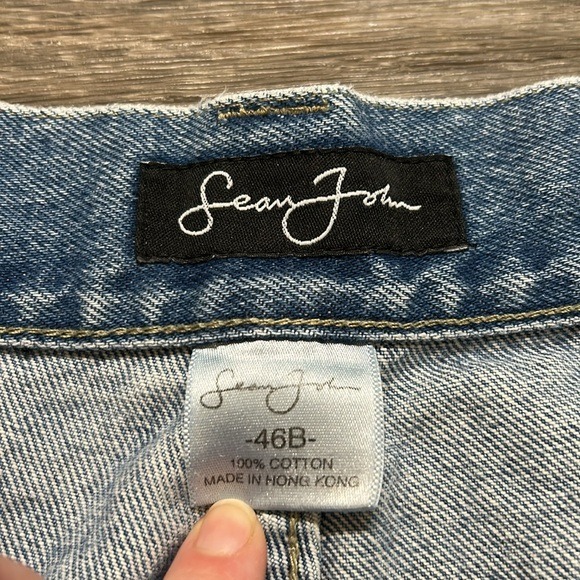 Sean John
Sean John
-46B-
100% COTTON
MADE IN HONG KONG